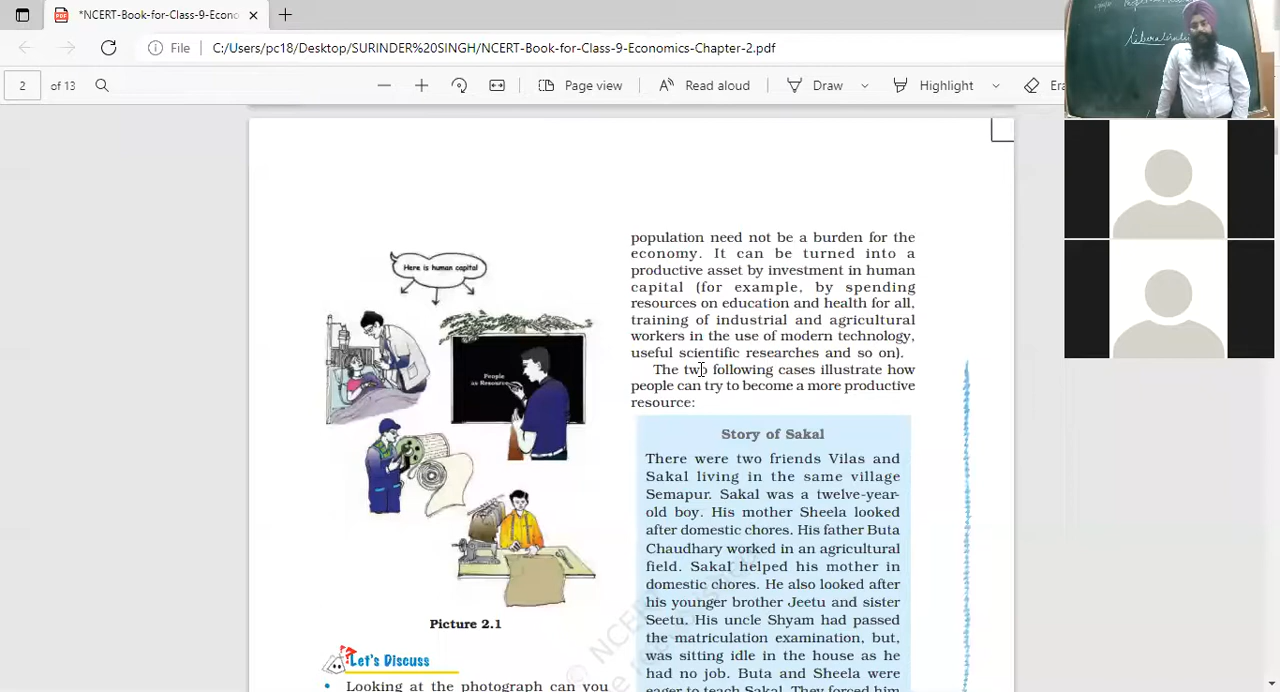 *NCERT-Book-for-Class-9-Econo
File
C:/Users/pc18/Desktop/SURINDER%20SINGH/NCERT-Book-for-Class-9-Economics-Chapter-2.pdf
2 of 13
Page view
Read aloud
Draw
Highlight
Era
Here is human capital
People
as Resource
Picture 2.1
Let's Discuss
• Looking at the photograph can you
population need not be a burden for the
economy. It can be turned into a
productive asset by investment in human
capital (for example, by spending
resources on education and health for all,
training of industrial and agricultural
workers in the use of modern technology,
useful scientific researches and so on).
The two following cases illustrate how
people can try to become a more productive
resource:
Story of Sakal
There were two friends Vilas and
Sakal living in the same village
Semapur. Sakal was a twelve-year-
old boy. His mother Sheela looked
after domestic chores. His father Buta
Chaudhary worked in an agricultural
field. Sakal helped his mother in
domestic chores. He also looked after
his younger brother Jeetu and sister
Seetu. His uncle Shyam had passed
the matriculation examination, but,
was sitting idle in the house as he
had no job. Buta and Sheela were
eager to teach Sakal. They forced him
© NCER